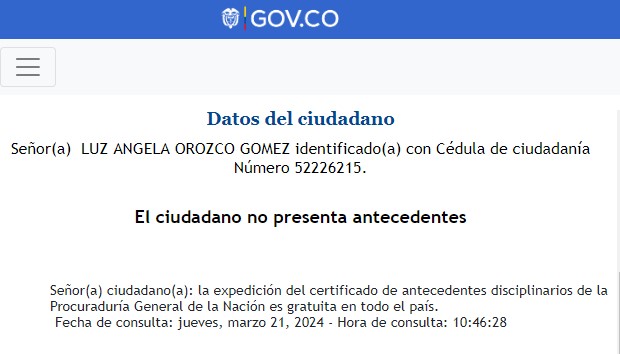 GOV.CO
Datos del ciudadano
Señor(a) LUZ ANGELA OROZCO GOMEZ identificado(a) con Cédula de ciudadanía
Número 52226215.
El ciudadano no presenta antecedentes
Señor(a) ciudadano(a): la expedición del certificado de antecedentes disciplinarios de la
Procuraduría General de la Nación es gratuita en todo el país.
Fecha de consulta: jueves, marzo 21, 2024 - Hora de consulta: 10:46:28